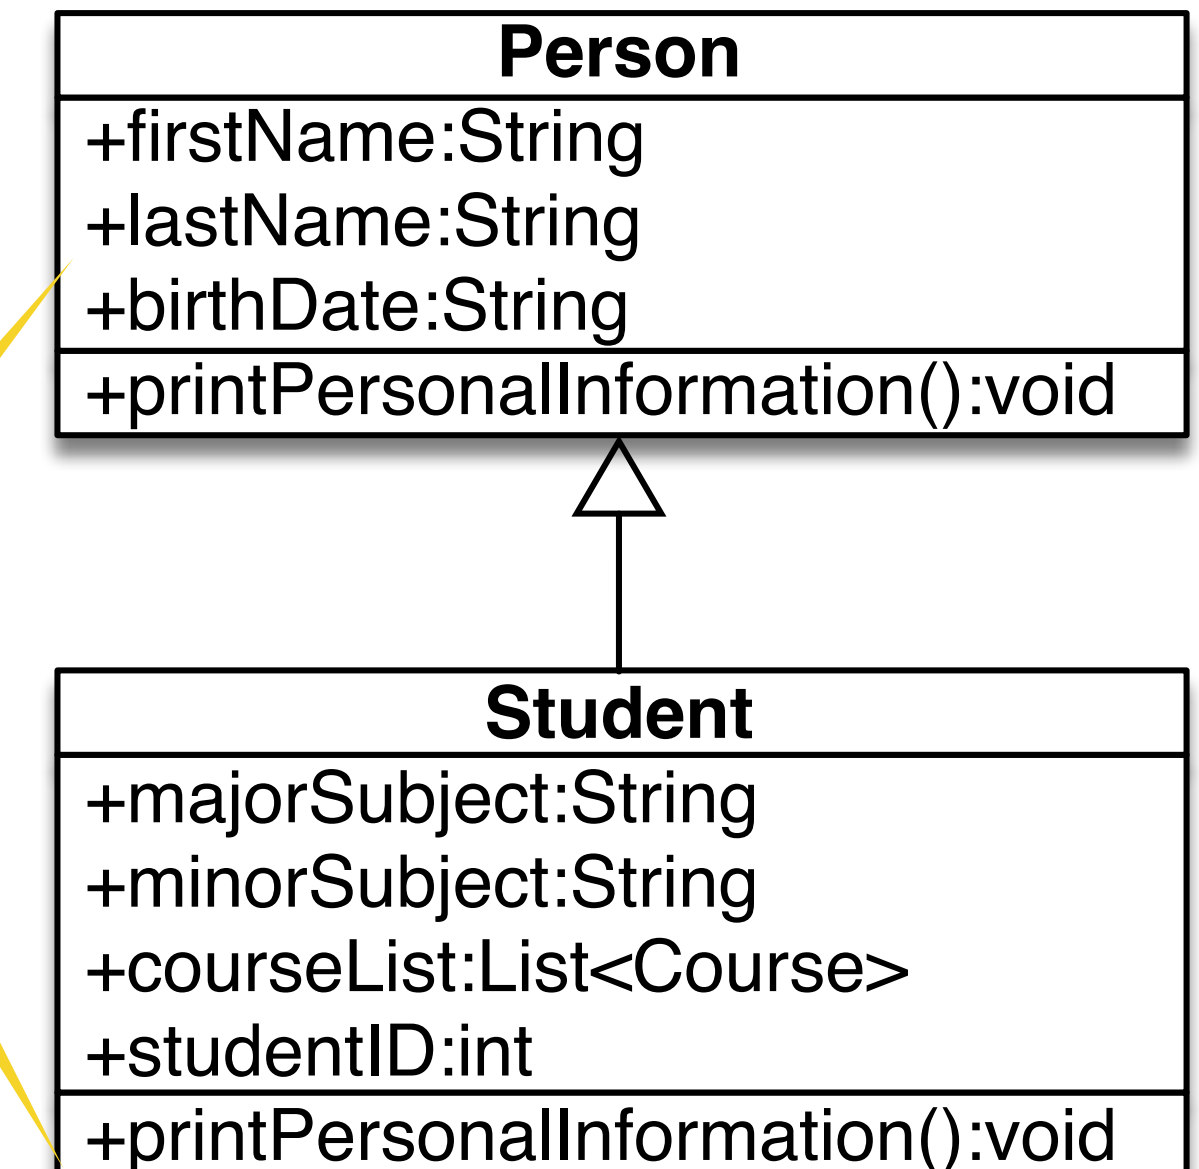 Person
+firstName:String
+lastName:String
+birthDate:String
+printPersonalInformation():void
Student
+majorSubject:String
+minorSubject:String
+courseList:List<Course>
+studentID:int
+printPersonalInformation():void